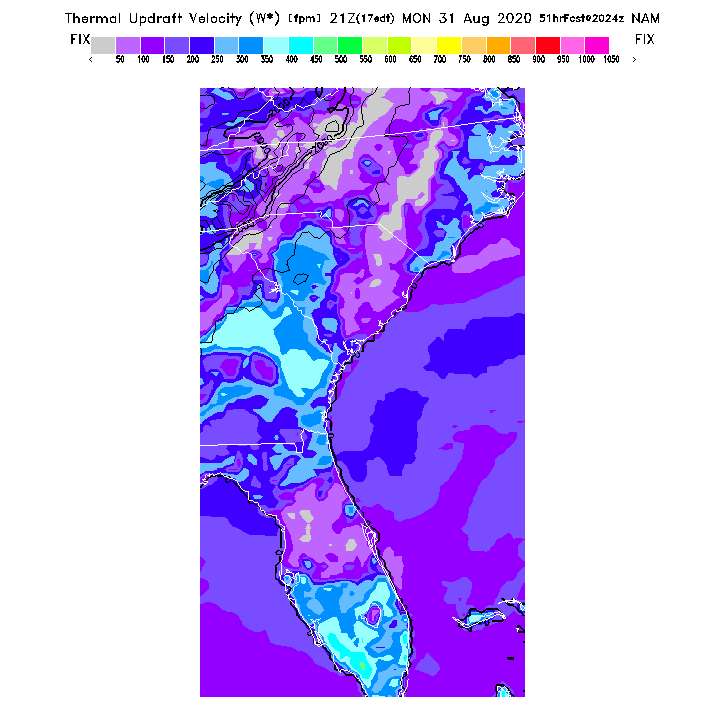 Thermal Updraft Velocity (W*) [fpm] 21Z(17edt) MON 31 Aug 2020 51hrFcst@2024z NAM
FIX FIX
< 50 100 150 200 250 300 350 400 450 500 550 600 650 700 750 800 850 900 950 1000 1050 >